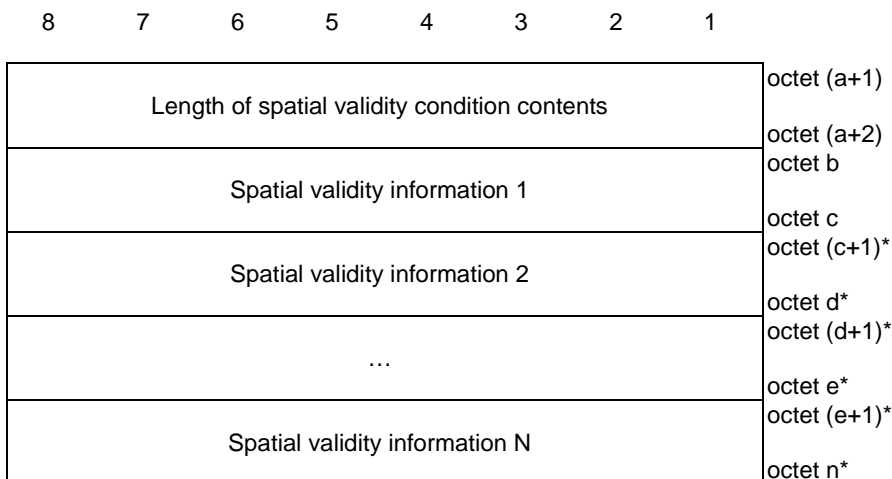 8 7 6 5 4 3 2 1
octet (a+1)
Length of spatial validity condition contents
octet (a+2)
octet b
Spatial validity information 1
octet c
octet (c+1)*
Spatial validity information 2
octet d*
octet (d+1)*
…
octet e*
octet (e+1)*
Spatial validity information N
octet n*